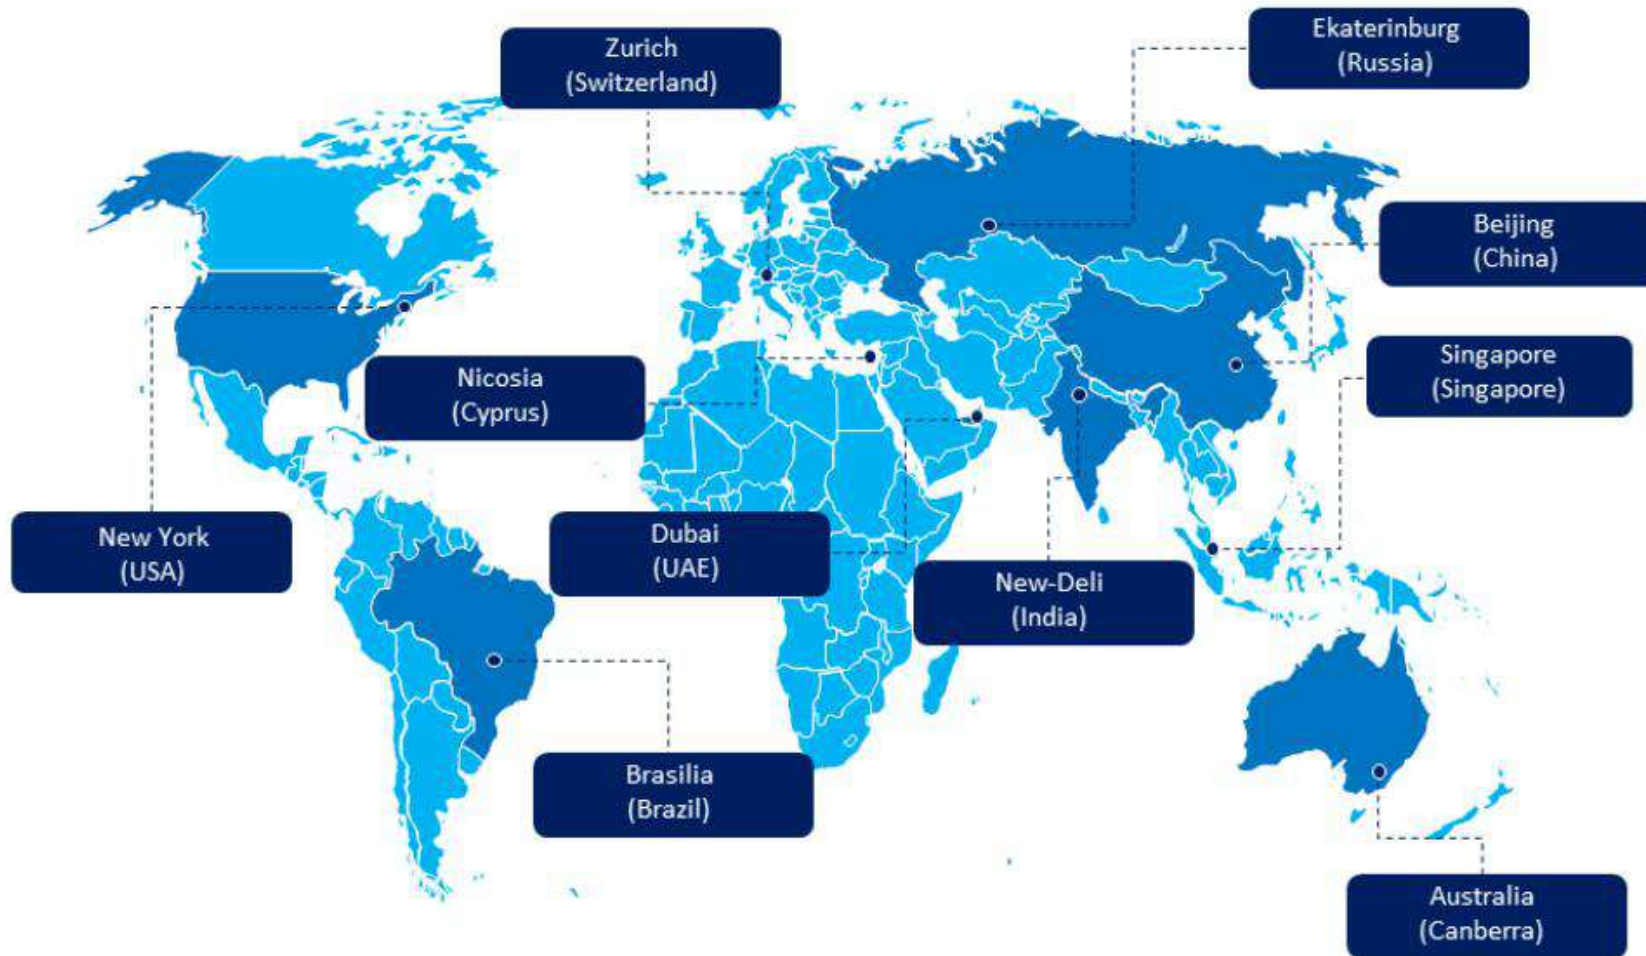 Zurich
(Switzerland)
Ekaterinburg
(Russia)
Beijing
(China)
Singapore
(Singapore)
Nicosia
(Cyprus)
New York
(USA)
Dubai
(UAE)
New-Deli
(India)
Brasilia
(Brazil)
Australia
(Canberra)